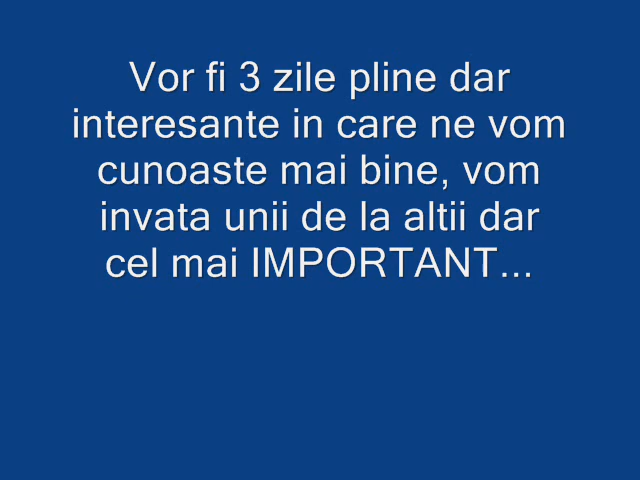 Vor fi 3 zile pline dar
interesante in care ne vom
cunoaste mai bine, vom
invata unii de la altii dar
cel mai IMPORTANT...